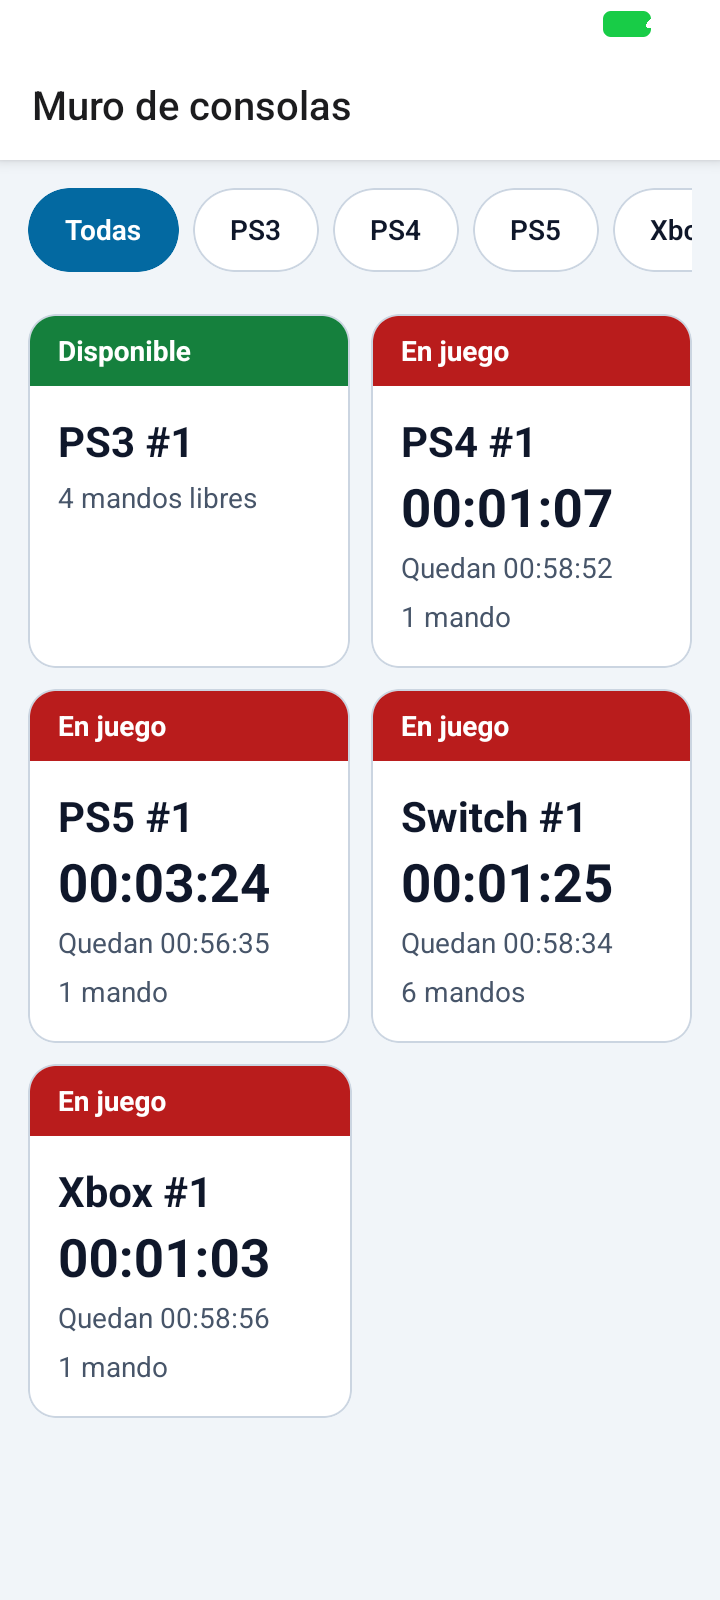 Muro de consolas
Todas
PS3
PS4
PS5
Xbo
Disponible
PS3 #1
4 mandos libres
En juego
PS4 #1
00:01:07
Quedan 00:58:52
1 mando
En juego
PS5 #1
00:03:24
Quedan 00:56:35
1 mando
En juego
Switch #1
00:01:25
Quedan 00:58:34
6 mandos
En juego
Xbox #1
00:01:03
Quedan 00:58:56
1 mando